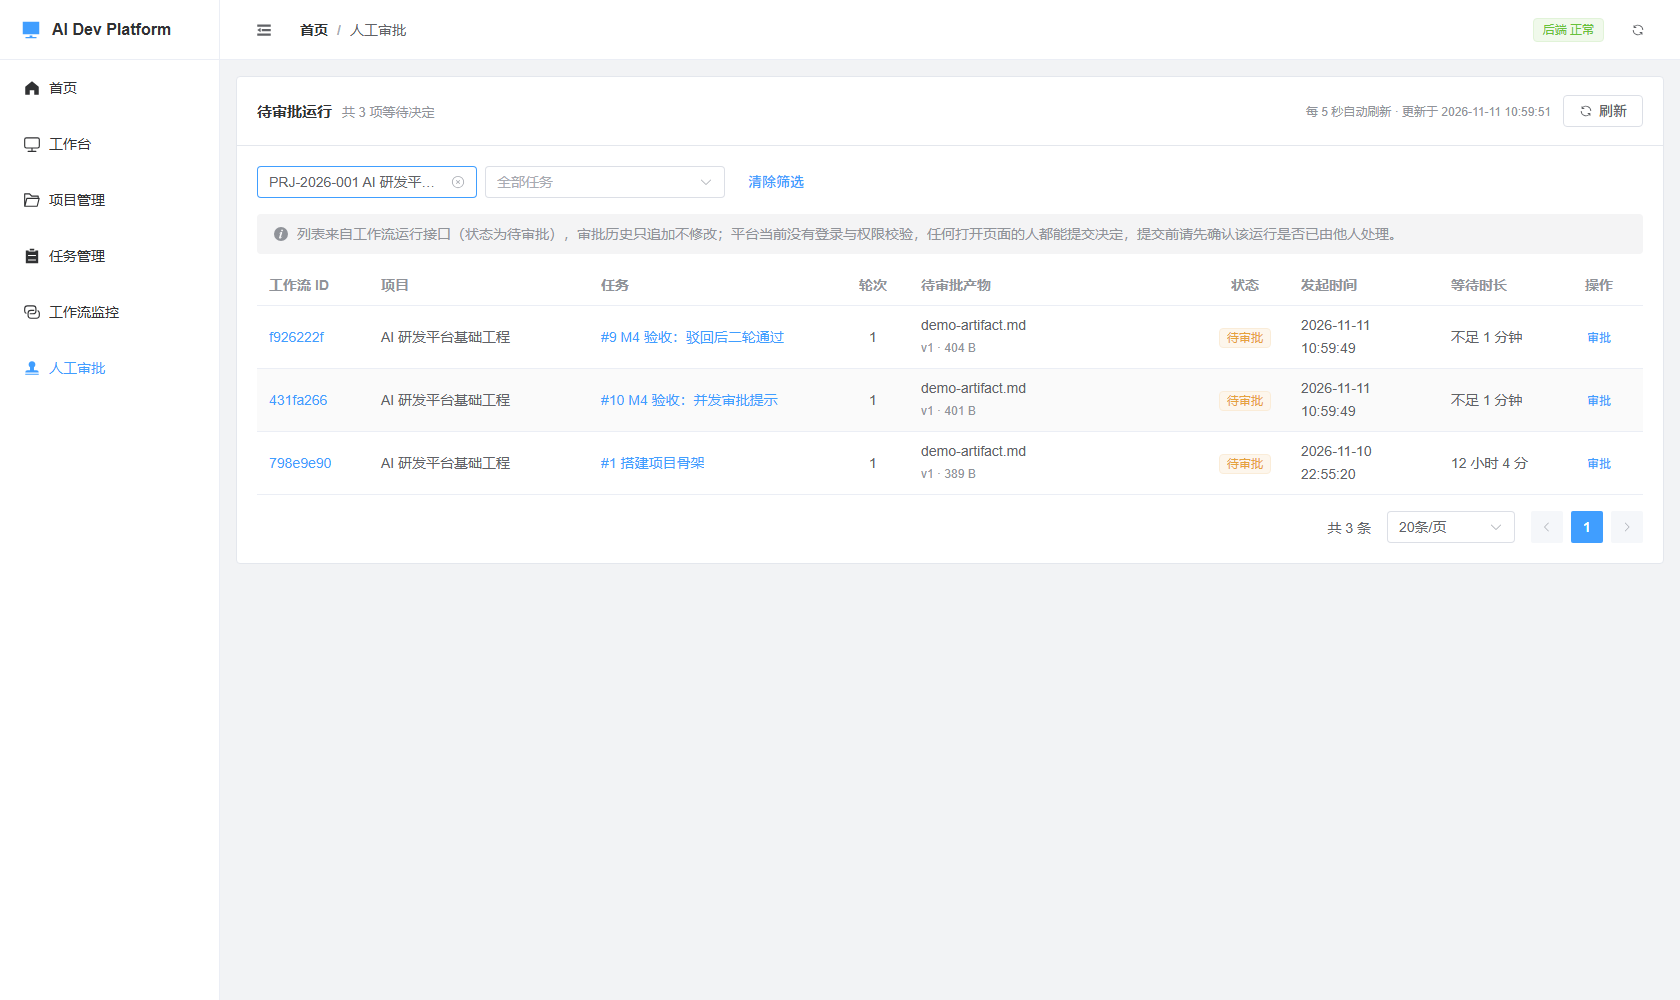 AI Dev Platform
首页 / 人工审批
后端 正常
首页
工作台
项目管理
任务管理
工作流监控
人工审批
待审批运行 共 3 项等待决定
每 5 秒自动刷新 · 更新于 2026-11-11 10:59:51
刷新
PRJ-2026-001 AI 研发平...
全部任务
清除筛选
列表来自工作流运行接口（状态为待审批），审批历史只追加不修改；平台当前没有登录与权限校验，任何打开页面的人都能提交决定，提交前请先确认该运行是否已由他人处理。
工作流 ID 项目 任务 轮次 待审批产物 状态 发起时间 等待时长 操作
f926222f AI 研发平台基础工程 #9 M4 验收：驳回后二轮通过 1 demo-artifact.md v1 · 404 B 待审批 2026-11-11 10:59:49 不足 1 分钟 审批
431fa266 AI 研发平台基础工程 #10 M4 验收：并发审批提示 1 demo-artifact.md v1 · 401 B 待审批 2026-11-11 10:59:49 不足 1 分钟 审批
798e9e90 AI 研发平台基础工程 #1 搭建项目骨架 1 demo-artifact.md v1 · 389 B 待审批 2026-11-10 22:55:20 12 小时 4 分 审批
共 3 条 20条/页 1